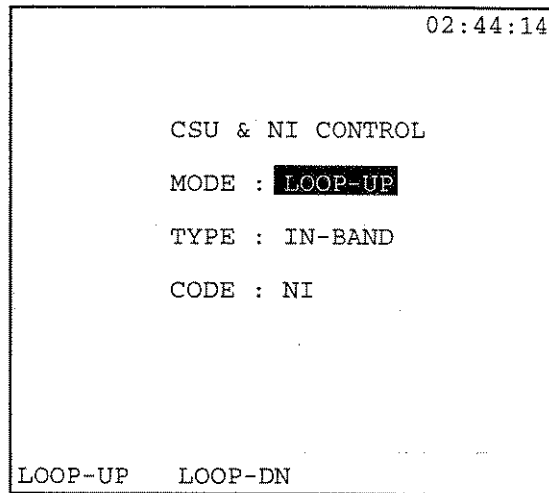 02:44:14
CSU & NI CONTROL
MODE : LOOP-UP
TYPE : IN-BAND
CODE : NI
LOOP-UP LOOP-DN